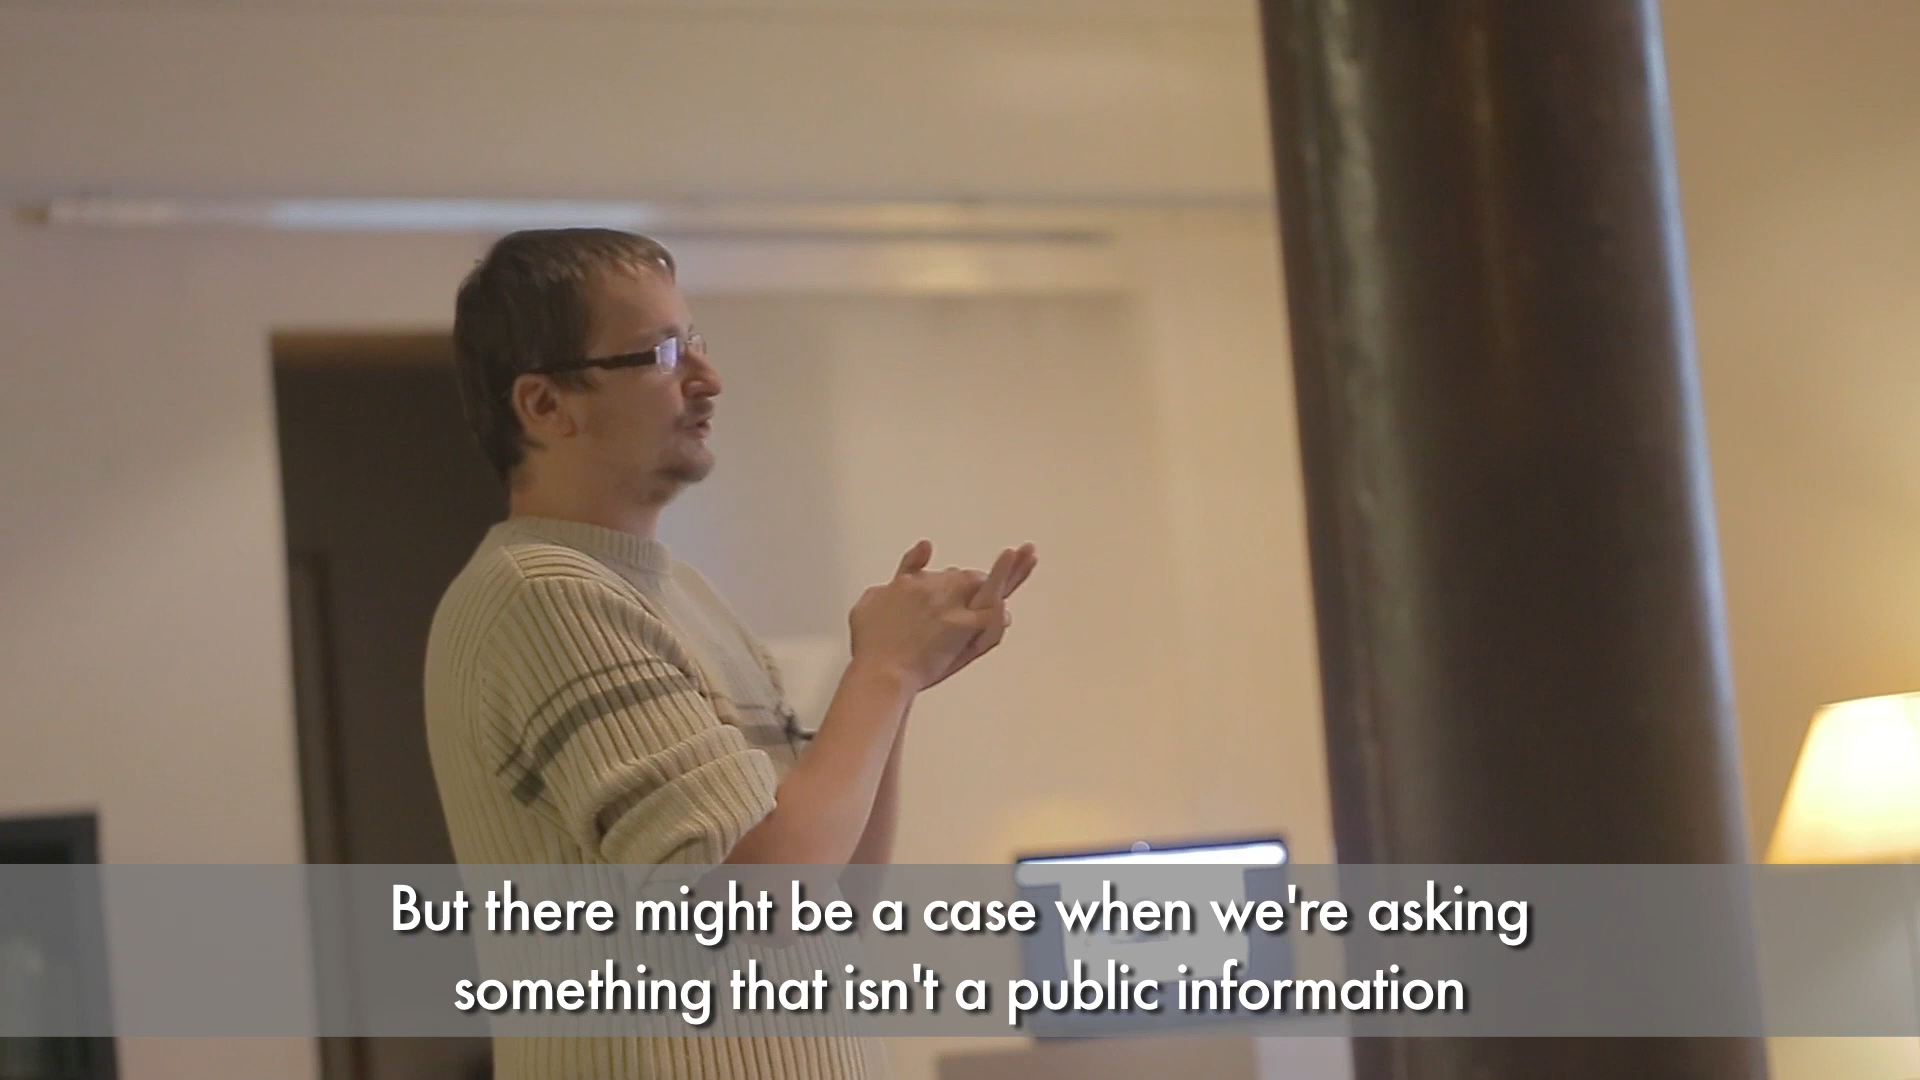 But there might be a case when we're asking
something that isn't a public information